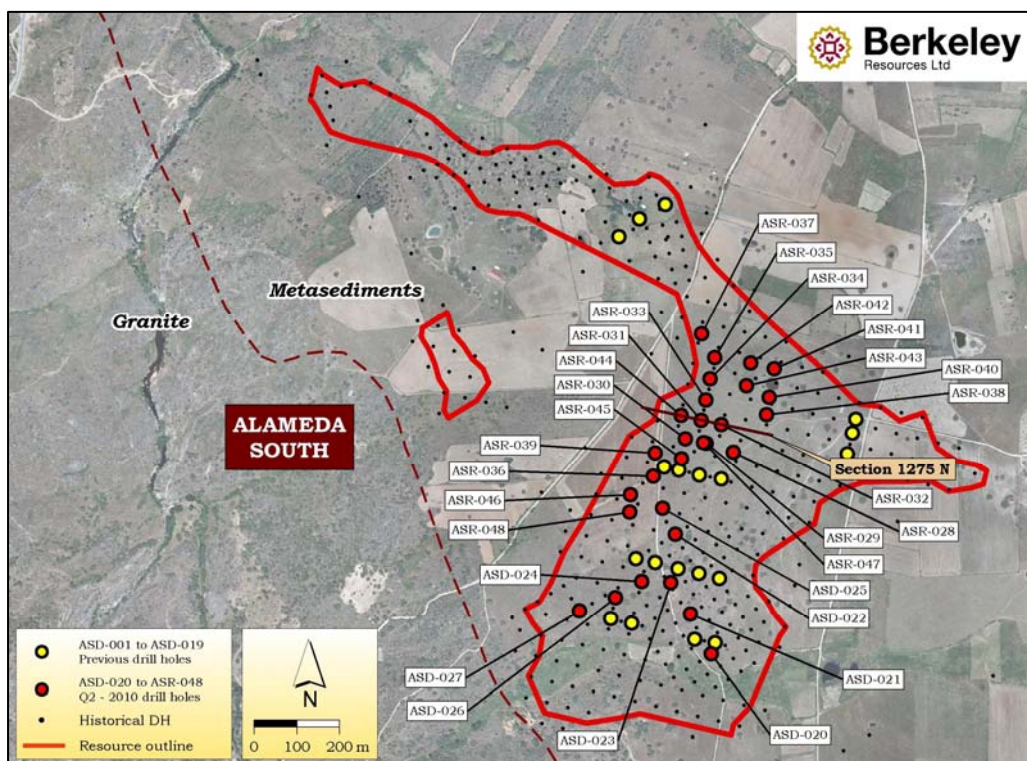 Berkeley
Resources Ltd
ASR-037
ASR-035
ASR-034
ASR-042
ASR-041
ASR-043
ASR-040
ASR-038
ASR-033
ASR-031
ASR-044
ASR-030
ASR-045
ASR-039
ASR-036
ASR-046
ASR-048
Metasediments
Granite
ALAMEDA
SOUTH
Section 1275 N
ASR-032
ASR-028
ASR-029
ASR-047
ASD-025
ASD-022
ASD-024
ASD-027
ASD-026
ASD-023
ASD-021
ASD-020
ASD-001 to ASD-019
Previous drill holes
ASD-020 to ASR-048
Q2 - 2010 drill holes
Historical DH
Resource outline
N
0 100 200 m